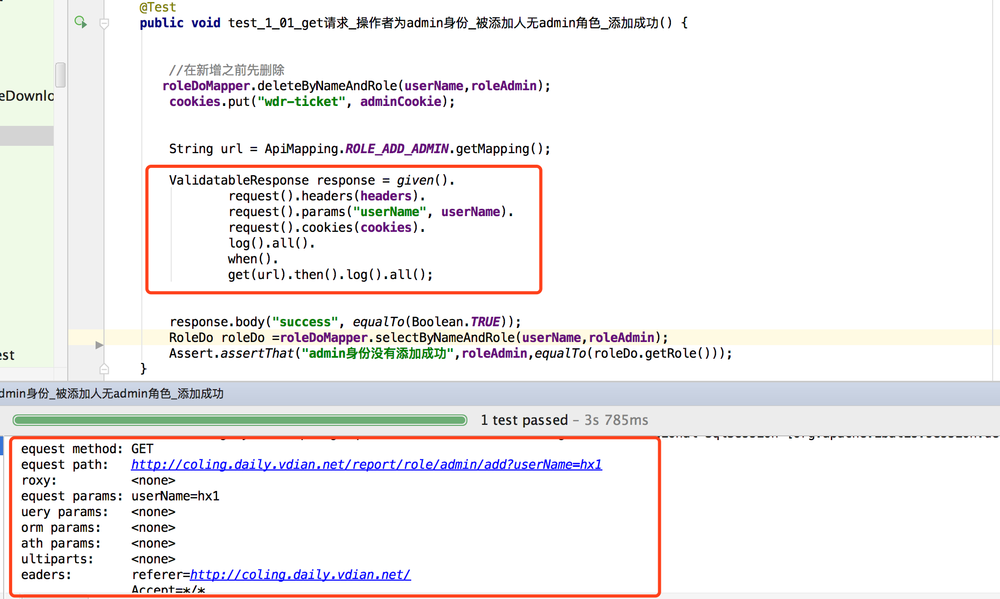 @Test
public void test_1_01_get请求_操作者为admin身份_被添加人无admin角色_添加成功() {
//在新增之前先删除
roleDoMapper.deleteByNameAndRole(userName,roleAdmin);
eDownlo
cookies.put("wdr-ticket", adminCookie);
String url = ApiMapping.ROLE_ADD_ADMIN.getMapping();
ValidatableResponse response = given().
request().headers(headers).
request().params("userName", userName).
request().cookies(cookies).
log().all().
when().
get(url).then().log().all();
response.body("success", equalTo(Boolean.TRUE));
RoleDo roleDo =roleDoMapper.selectByNameAndRole(userName,roleAdmin);
est
Assert.assertThat("admin身份没有添加成功",roleAdmin,equalTo(roleDo.getRole()));
}
dmin身份_被添加人无admin角色_添加成功
1 test passed – 3s 785ms
equest method: GET
equest path: http://coling.daily.vdian.net/report/role/admin/add?userName=hx1
roxy: <none>
equest params: userName=hx1
uery params: <none>
orm params: <none>
ath params: <none>
ultiparts: <none>
eaders: referer=http://coling.daily.vdian.net/
Accept=*/*